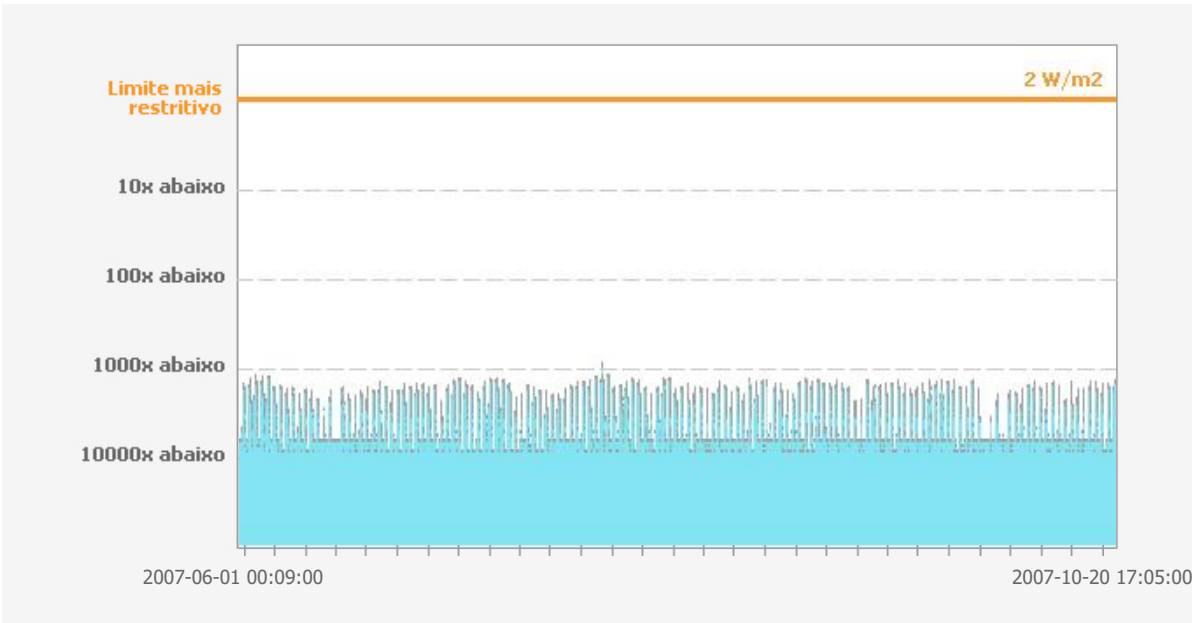 Limite mais
restritivo
2 W/m2
10x abaixo
100x abaixo
1000x abaixo
10000x abaixo
2007-06-01 00:09:00
2007-10-20 17:05:00